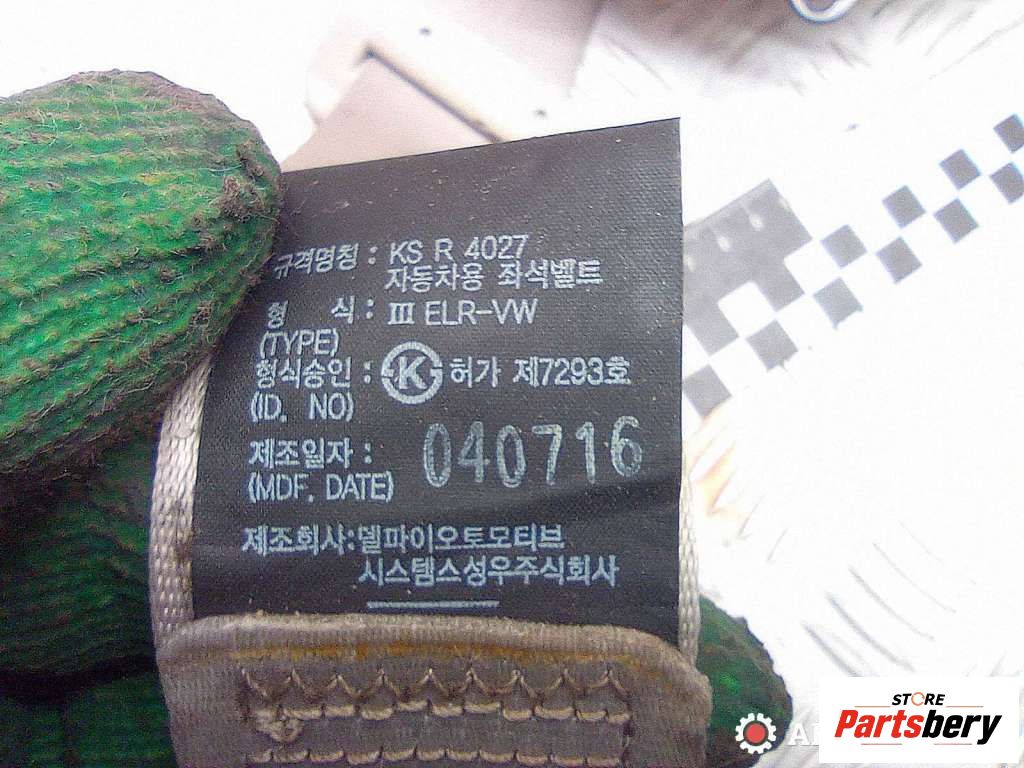 규격명칭 : KS R 4027
자동차용 좌석벨트
형 식 : III ELR-VW
(TYPE)
형식승인 : K 허가 제7293호
(ID. NO)
제조일자 : 040716
(MDF. DATE)
제조회사:델파이오토모티브
시스템스성우주식회사
STORE
Partsbery